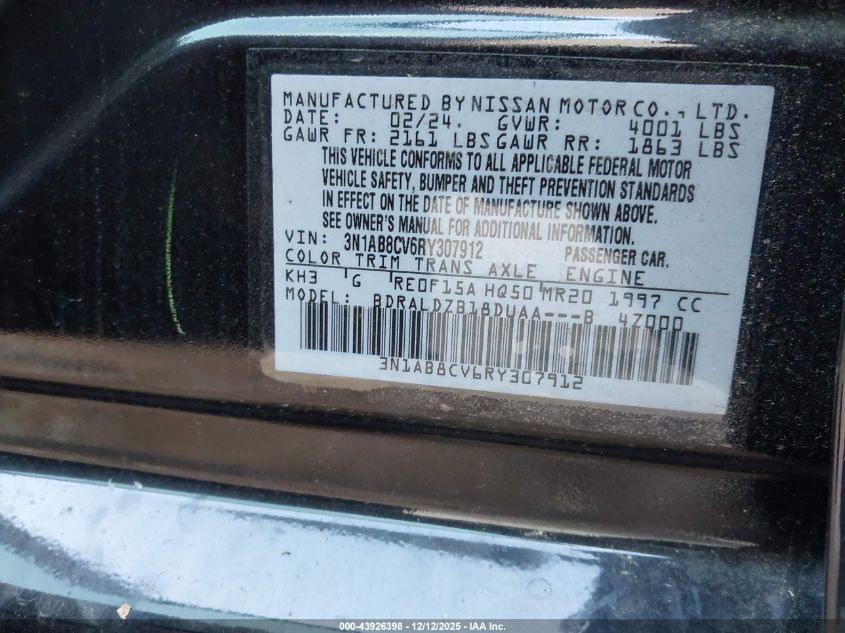 MANUFACTURED BY NISSAN MOTOR CO., LTD.
DATE: 02/24. GVWR: 4001 LBS
GAWR FR: 2161 LBS GAWR RR: 1863 LBS
THIS VEHICLE CONFORMS TO ALL APPLICABLE FEDERAL MOTOR
VEHICLE SAFETY, BUMPER AND THEFT PREVENTION STANDARDS
IN EFFECT ON THE DATE OF MANUFACTURE SHOWN ABOVE.
SEE OWNER'S MANUAL FOR ADDITIONAL INFORMATION.
VIN: 3N1AB8CV6RY307912 PASSENGER CAR.
COLOR TRIM TRANS AXLE ENGINE
KH3 G RE0F15A HQ50 MR20 1997 CC
MODEL: BDRALDZB18DUAA---B 47000
3N1AB8CV6RY307912
000-43926398 - 12/12/2025 - IAA Inc.